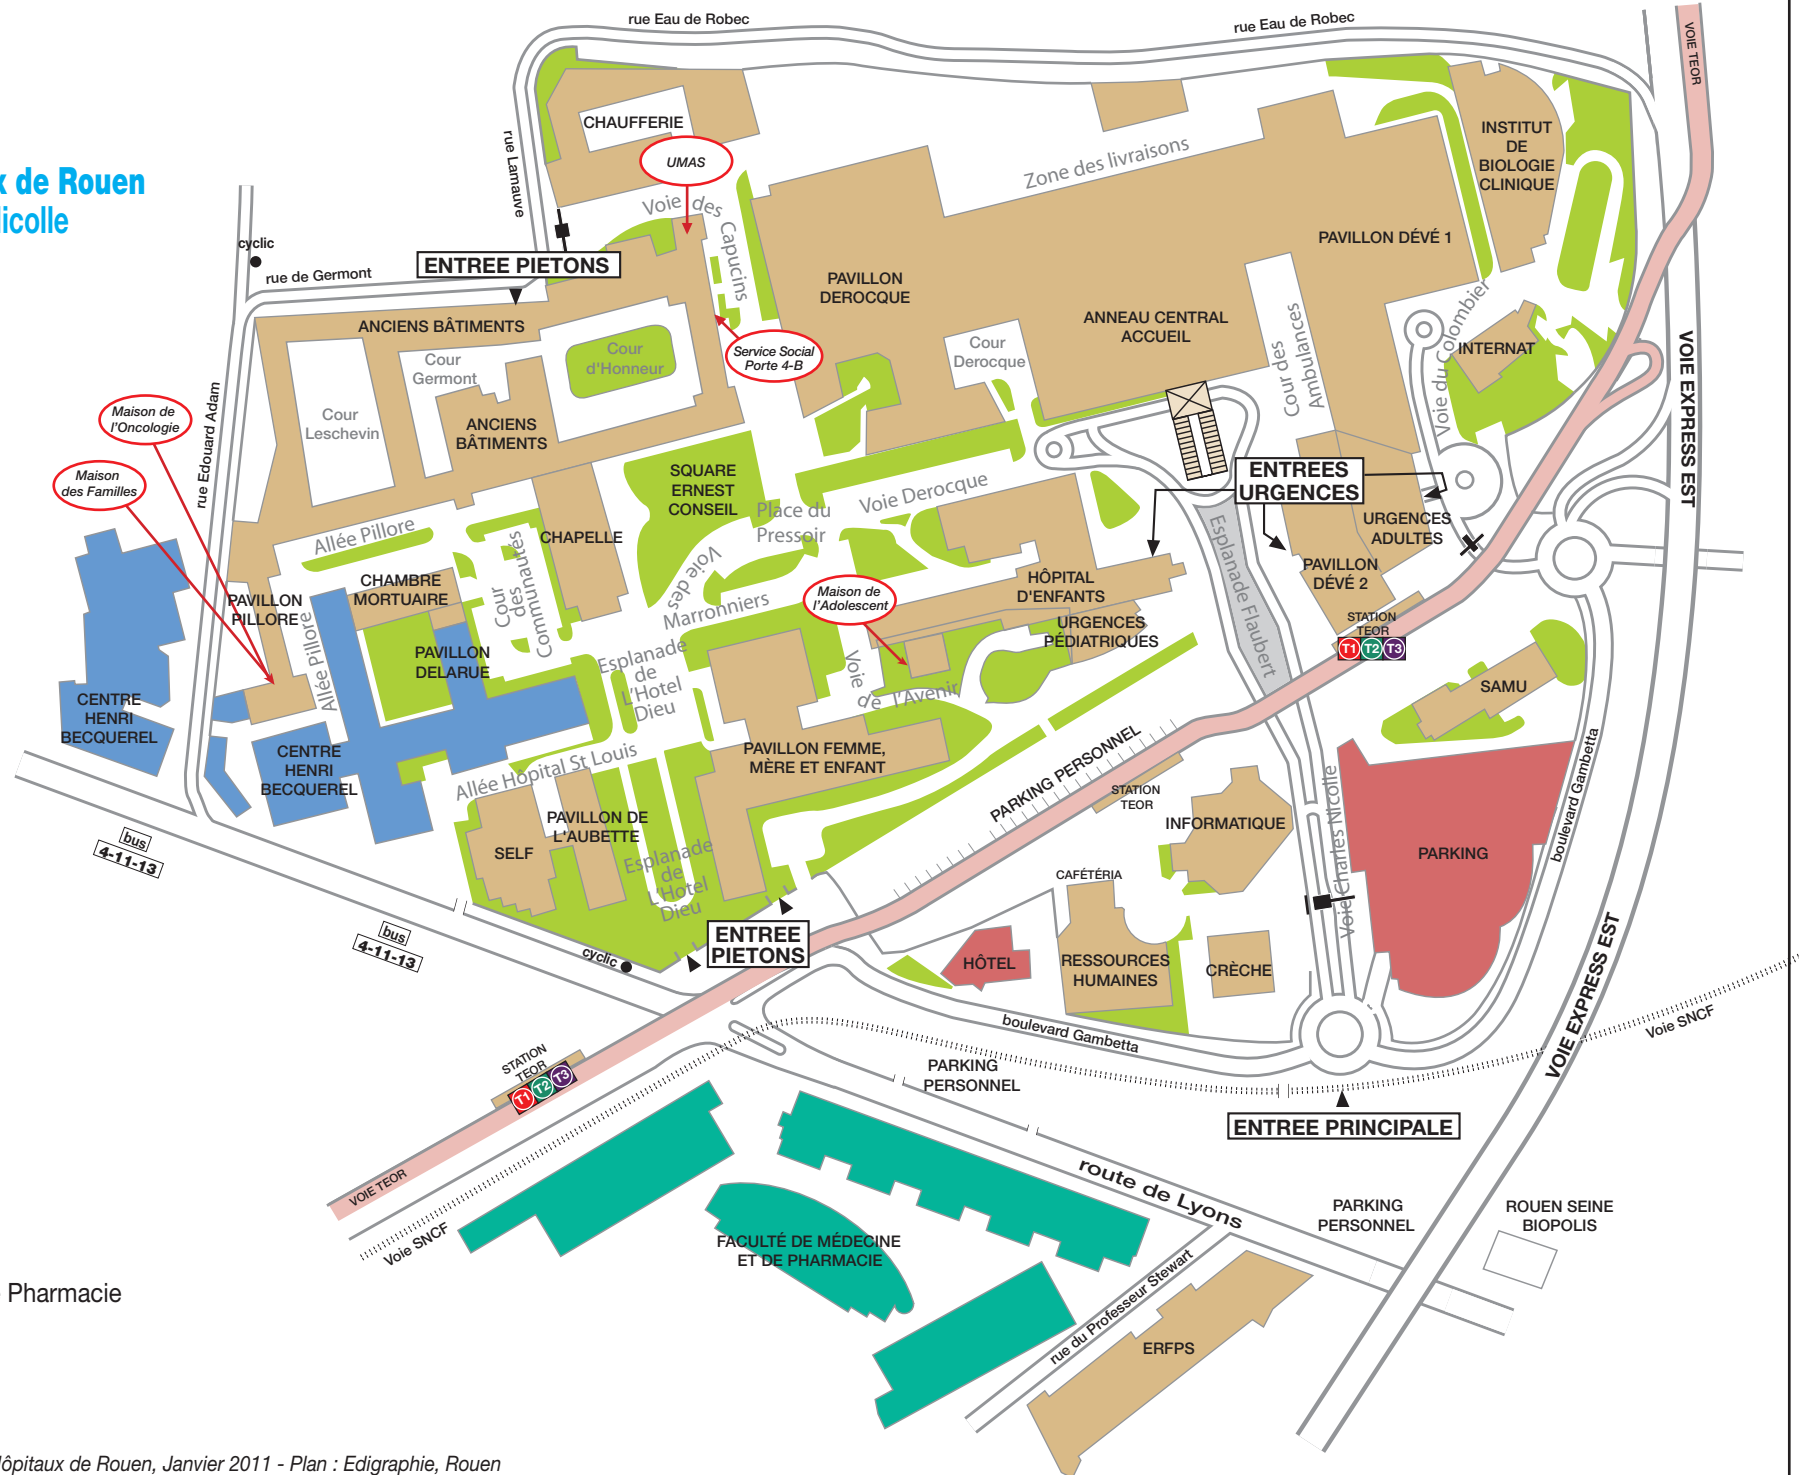 rue Eau de Robec
rue Eau de Robec
VOIE TEOR
x de Rouen
licolle
CHAUFFERIE
UMAS
INSTITUT
DE
BIOLOGIE
CLINIQUE
Zone des livraisons
rue Lamauve
Voie des Capucins
cyclic
rue de Germont
ENTREE PIETONS
PAVILLON DÉVÉ 1
PAVILLON
DEROCQUE
ANCIENS BÂTIMENTS
ANNEAU CENTRAL
ACCUEIL
Cour des
Ambulances
Voie du Colombier
INTERNAT
VOIE EXPRESS EST
Cour
Germont
Cour
d'Honneur
Service Social
Porte 4-B
Cour
Derocque
Cour
Leschevin
Maison de
l'Oncologie
rue Edouard Adam
ANCIENS
BÂTIMENTS
Maison
des Familles
SQUARE
ERNEST
CONSEIL
Voie Derocque
Place du
Pressoir
ENTREES
URGENCES
URGENCES
ADULTES
Allée Pillore
CHAPELLE
Cour
des
Communautés
Voie des
Marronniers
Esplanade Flaubert
PAVILLON
DÉVÉ 2
CHAMBRE
MORTUAIRE
Maison de
l'Adolescent
HÔPITAL
D'ENFANTS
PAVILLON
PILLORE
URGENCES
PÉDIATRIQUES
STATION
TEOR
T1 T2 T3
Allée Pillore
PAVILLON
DELARUE
Esplanade
de
L'Hotel
Dieu
Voie
de l'Avenir
SAMU
CENTRE
HENRI
BECQUEREL
CENTRE
HENRI
BECQUEREL
PAVILLON FEMME,
MÈRE ET ENFANT
PARKING PERSONNEL
Allée Hôpital St Louis
STATION
TEOR
INFORMATIQUE
Voie Charles Nicolle
boulevard Gambetta
PARKING
bus
4-11-13
PAVILLON DE
L'AUBETTE
SELF
Esplanade
de
L'Hotel
Dieu
CAFÉTÉRIA
bus
4-11-13
cyclic
ENTREE
PIETONS
HÔTEL
RESSOURCES
HUMAINES
CRÈCHE
VOIE EXPRESS EST
Voie SNCF
boulevard Gambetta
STATION
TEOR
T1 T2 T3
PARKING
PERSONNEL
ENTREE PRINCIPALE
VOIE TEOR
Voie SNCF
route de Lyons
PARKING
PERSONNEL
ROUEN SEINE
BIOPOLIS
FACULTÉ DE MÉDECINE
ET DE PHARMACIE
rue du Professeur Stewart
Pharmacie
ERFPS
ôpitaux de Rouen, Janvier 2011 - Plan : Edigraphie, Rouen